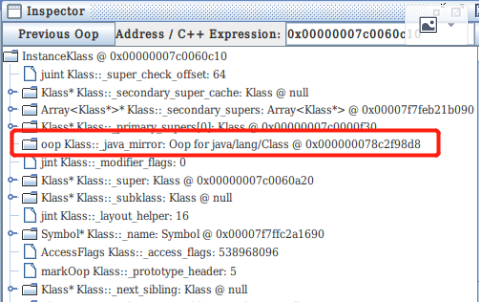 Inspector
Previous Oop Address / C++ Expression: 0x00000007c0060c10
InstanceKlass @ 0x00000007c0060c10
juint Klass::_super_check_offset: 64
Klass* Klass::_secondary_super_cache: Klass @ null
Array<Klass*>* Klass::_secondary_supers: Array<Klass*> @ 0x00007f7feb21b090
Klass* Klass::_primary_supers[0]: Klass @ 0x00000007c0000f30
oop Klass::_java_mirror: Oop for java/lang/Class @ 0x000000078c2f98d8
jint Klass::_modifier_flags: 0
Klass* Klass::_super: Klass @ 0x00000007c0060a20
Klass* Klass::_subklass: Klass @ null
jint Klass::_layout_helper: 16
Symbol* Klass::_name: Symbol @ 0x00007f7ffc2a1690
AccessFlags Klass::_access_flags: 538968096
markOop Klass::_prototype_header: 5
Klass* Klass::_next_sibling: Klass @ null